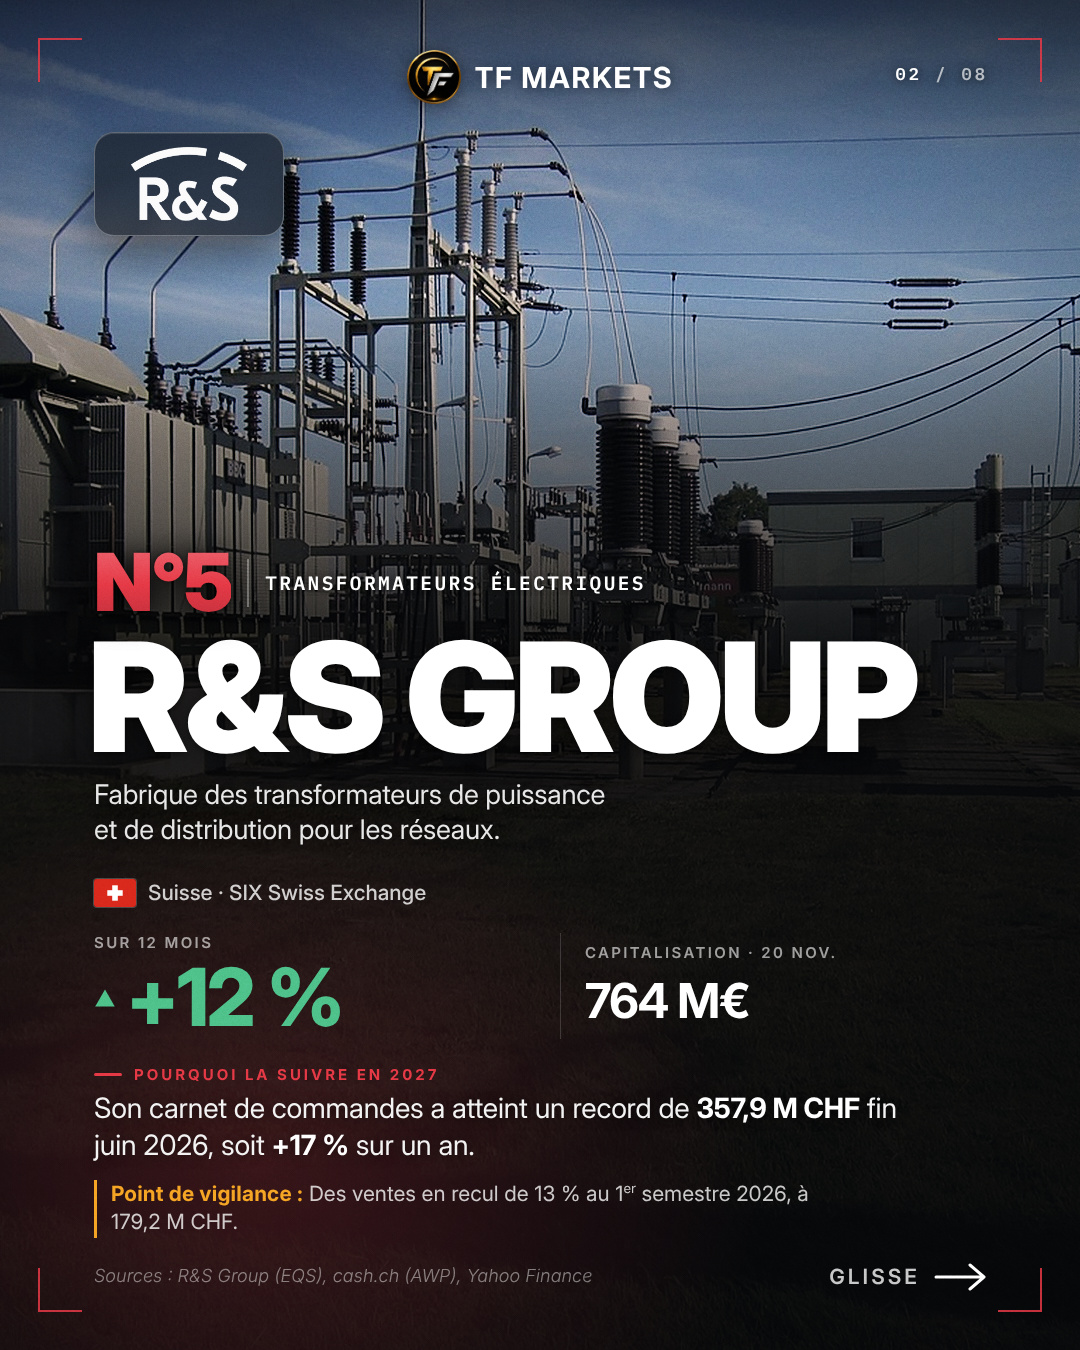 TF MARKETS
02 / 08
R&S
BBC
N°5
TRANSFORMATEURS ÉLECTRIQUES
R&S GROUP
Fabrique des transformateurs de puissance
et de distribution pour les réseaux.
Suisse · SIX Swiss Exchange
SUR 12 MOIS
+12 %
CAPITALISATION · 20 NOV.
764 M€
POURQUOI LA SUIVRE EN 2027
Son carnet de commandes a atteint un record de 357,9 M CHF fin
juin 2026, soit +17 % sur un an.
Point de vigilance : Des ventes en recul de 13 % au 1er semestre 2026, à
179,2 M CHF.
Sources : R&S Group (EQS), cash.ch (AWP), Yahoo Finance
GLISSE